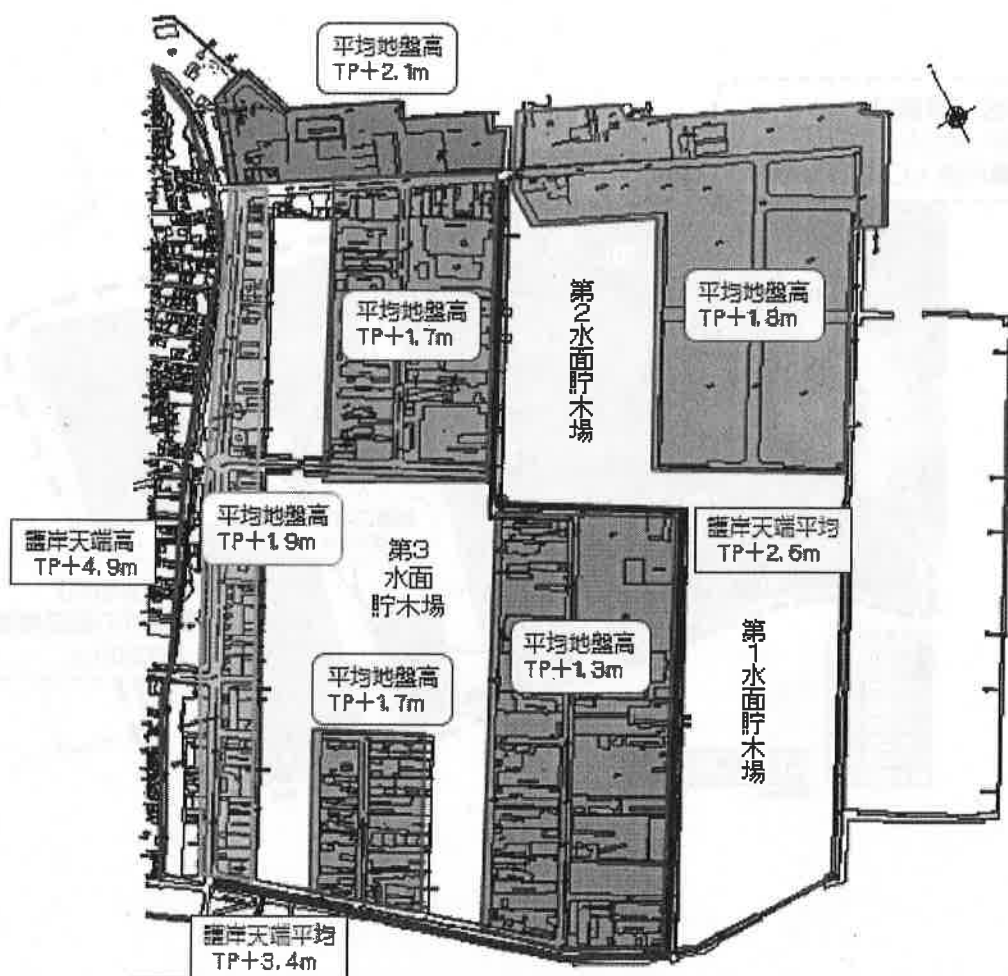 平均地盤高
TP+2.1m
平均地盤高
TP+1.7m
第2水面貯木場
平均地盤高
TP+1.8m
護岸天端高
TP+4.9m
平均地盤高
TP+1.9m
第3
水面
貯木場
護岸天端平均
TP+2.6m
平均地盤高
TP+1.3m
第1水面貯木場
平均地盤高
TP+1.7m
護岸天端平均
TP+3.4m